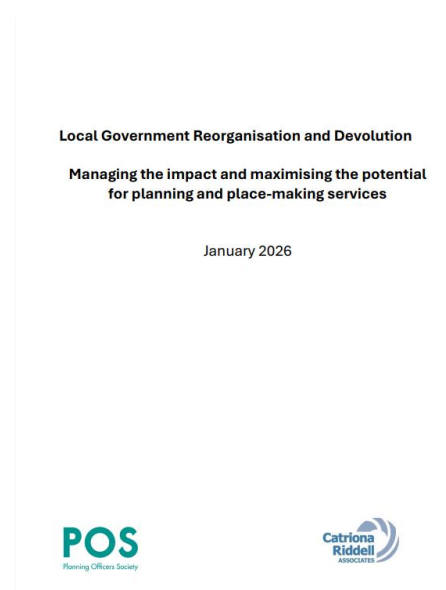 Local Government Reorganisation and Devolution
Managing the impact and maximising the potential
for planning and place-making services
January 2026
POS
Planning Officers Society
Catriona
Riddell
ASSOCIATES